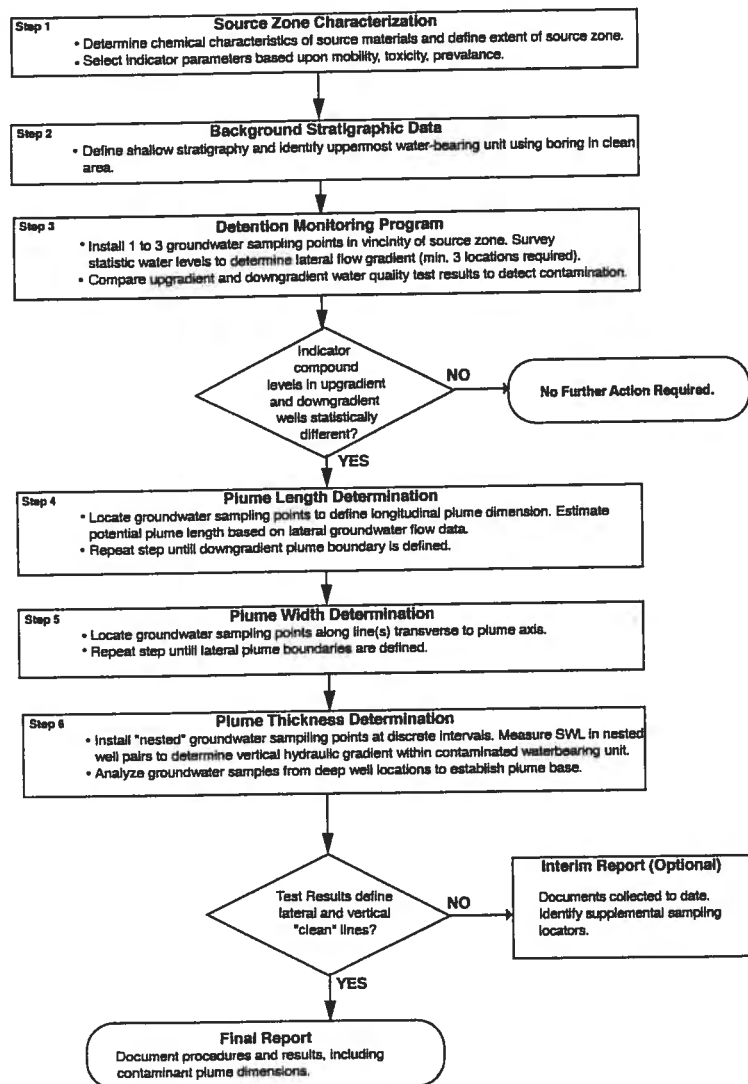 Step 1
Source Zone Characterization
• Determine chemical characteristics of source materials and define extent of source zone.
• Select indicator parameters based upon mobility, toxicity, prevalance.
Step 2
Background Stratigraphic Data
• Define shallow stratigraphy and identify uppermost water-bearing unit using boring in clean
area.
Step 3
Detention Monitoring Program
• Install 1 to 3 groundwater sampling points in vincinity of source zone. Survey
statistic water levels to determine lateral flow gradient (min. 3 locations required).
• Compare upgradient and downgradient water quality test results to detect contamination.
Indicator
compound
levels in upgradient
and downgradient
wells statistically
different?
NO
No Further Action Required.
YES
Step 4
Plume Length Determination
• Locate groundwater sampling points to define longitudinal plume dimension. Estimate
potential plume length based on lateral groundwater flow data.
• Repeat step untill downgradient plume boundary is defined.
Step 5
Plume Width Determination
• Locate groundwater sampling points along line(s) transverse to plume axis.
• Repeat step untill lateral plume boundaries are defined.
Step 6
Plume Thickness Determination
• Install "nested" groundwater sampiling points at discrete intervals. Measure SWL in nested
well pairs to determine vertical hydraulic gradient within contaminated waterbearing unit.
• Analyze groundwater samples from deep well locations to establish plume base.
Test Results define
lateral and vertical
"clean" lines?
NO
Interim Report (Optional)
Documents collected to date.
Identify supplemental sampling
locators.
YES
Final Report
Document procedures and results, including
contaminant plume dimensions.